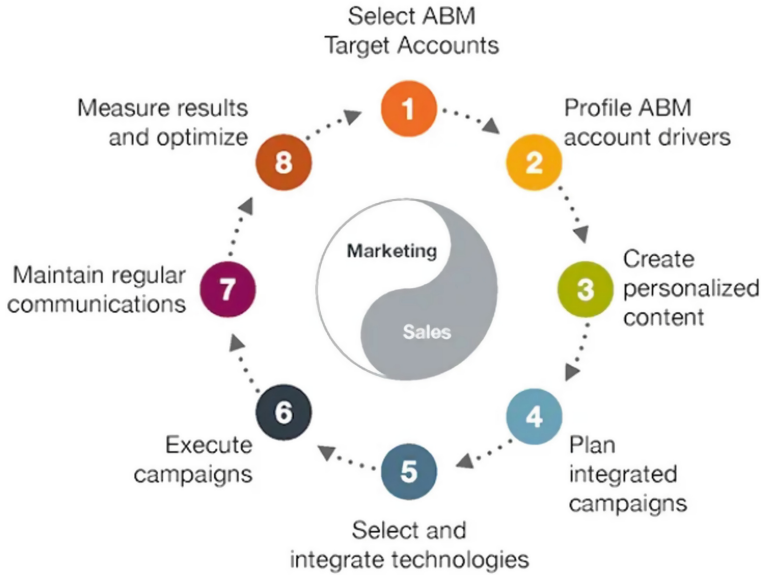 Select ABM
Target Accounts
1
Profile ABM
account drivers
2
Create
personalized
content
3
Plan
integrated
campaigns
4
Select and
integrate technologies
5
Execute
campaigns
6
Maintain regular
communications
7
Measure results
and optimize
8
Marketing
Sales